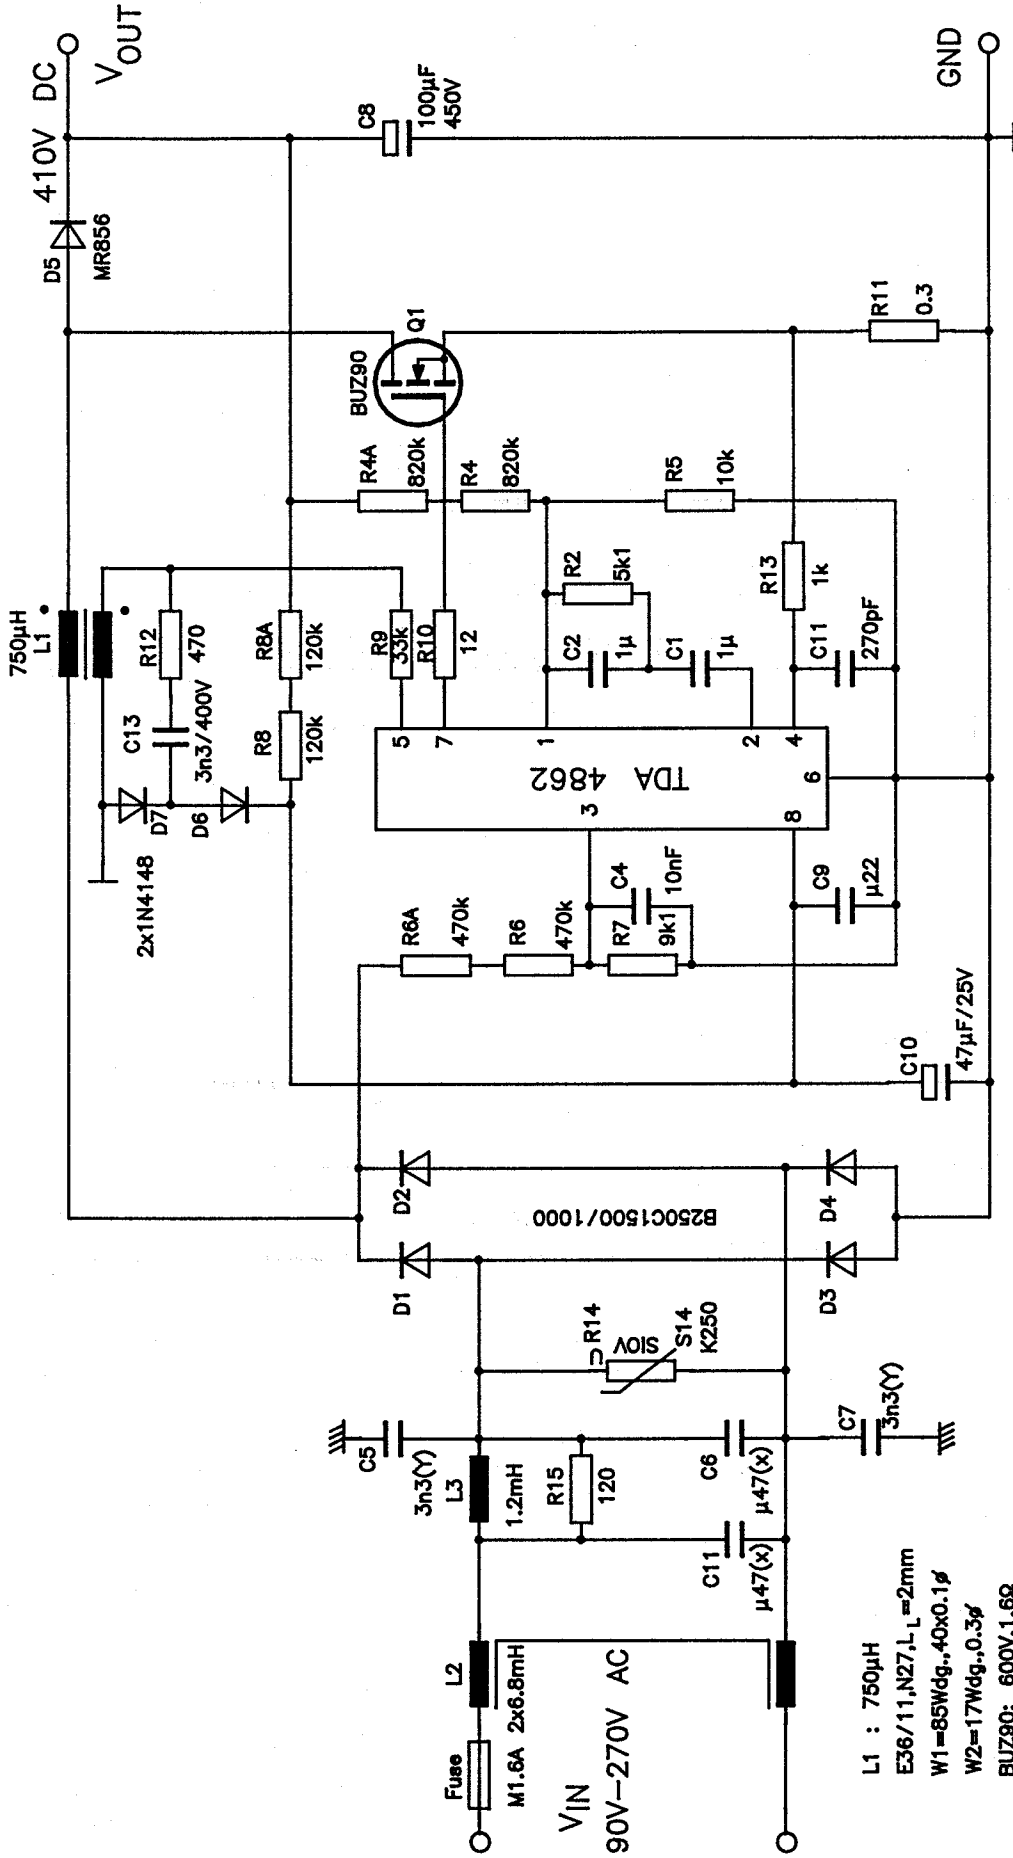 Fuse
M1.6A
L2
2x6.8mH
VIN
90V–270V AC
C11
µ47(x)
L3
1.2mH
R15
120
C5
3n3(Y)
C6
µ47(x)
C7
3n3(Y)
R14
SIOV
S14
K250
D1
D2
D3
D4
B250C1500/1000
C10
47µF/25V
R6A
470k
R6
470k
R7
9k1
C4
10nF
C9
µ22
2x1N4148
D7
D6
C13
3n3/400V
R12
470
750µH
L1
R8
120k
R8A
120k
R9
33k
R10
12
TDA
4862
5
7
1
2
4
3
8
6
C2
1µ
R2
5k1
C1
1µ
C11
270pF
R13
1k
R4A
820k
R4
820k
R5
10k
BUZ90
Q1
R11
0.3
D5
MR856
C8
100µF
450V
410V DC
VOUT
GND
L1 : 750µH
E36/11,N27,LL=2mm
W1=85Wdg.,40x0.1ø
W2=17Wdg.,0.3ø
BUZ90: 600V,1.6Ω